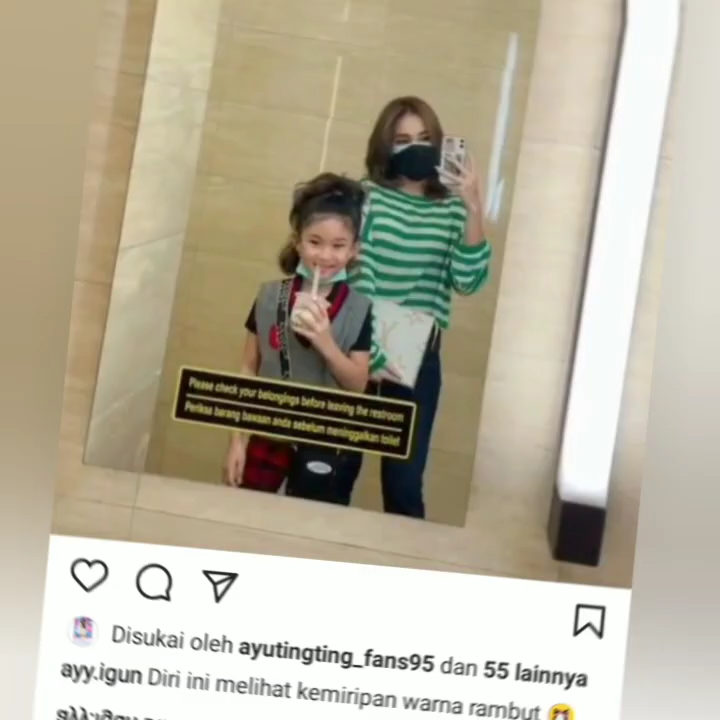 Please check your belongings before leaving the restroom
Periksa barang bawaan anda sebelum meninggalkan toilet
Disukai oleh ayutingting_fans95 dan 55 lainnya
ayy.igun Diri ini melihat kemiripan warna rambut